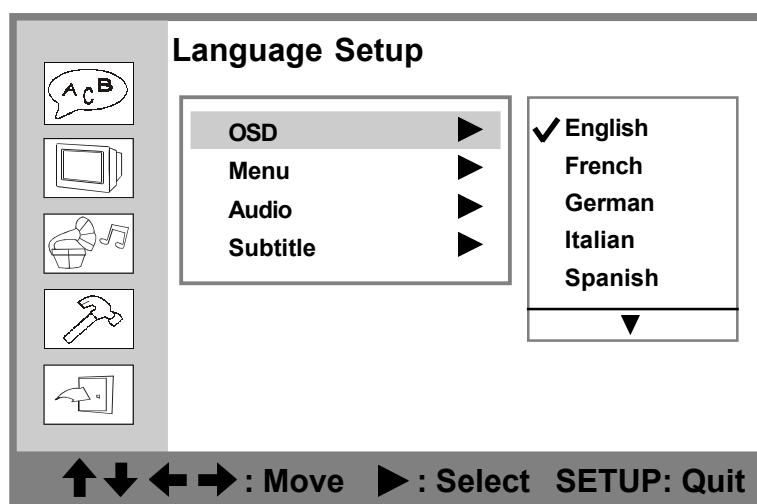 Language Setup
A C B
OSD
Menu
Audio
Subtitle
✓ English
French
German
Italian
Spanish
: Move ▶ : Select SETUP: Quit